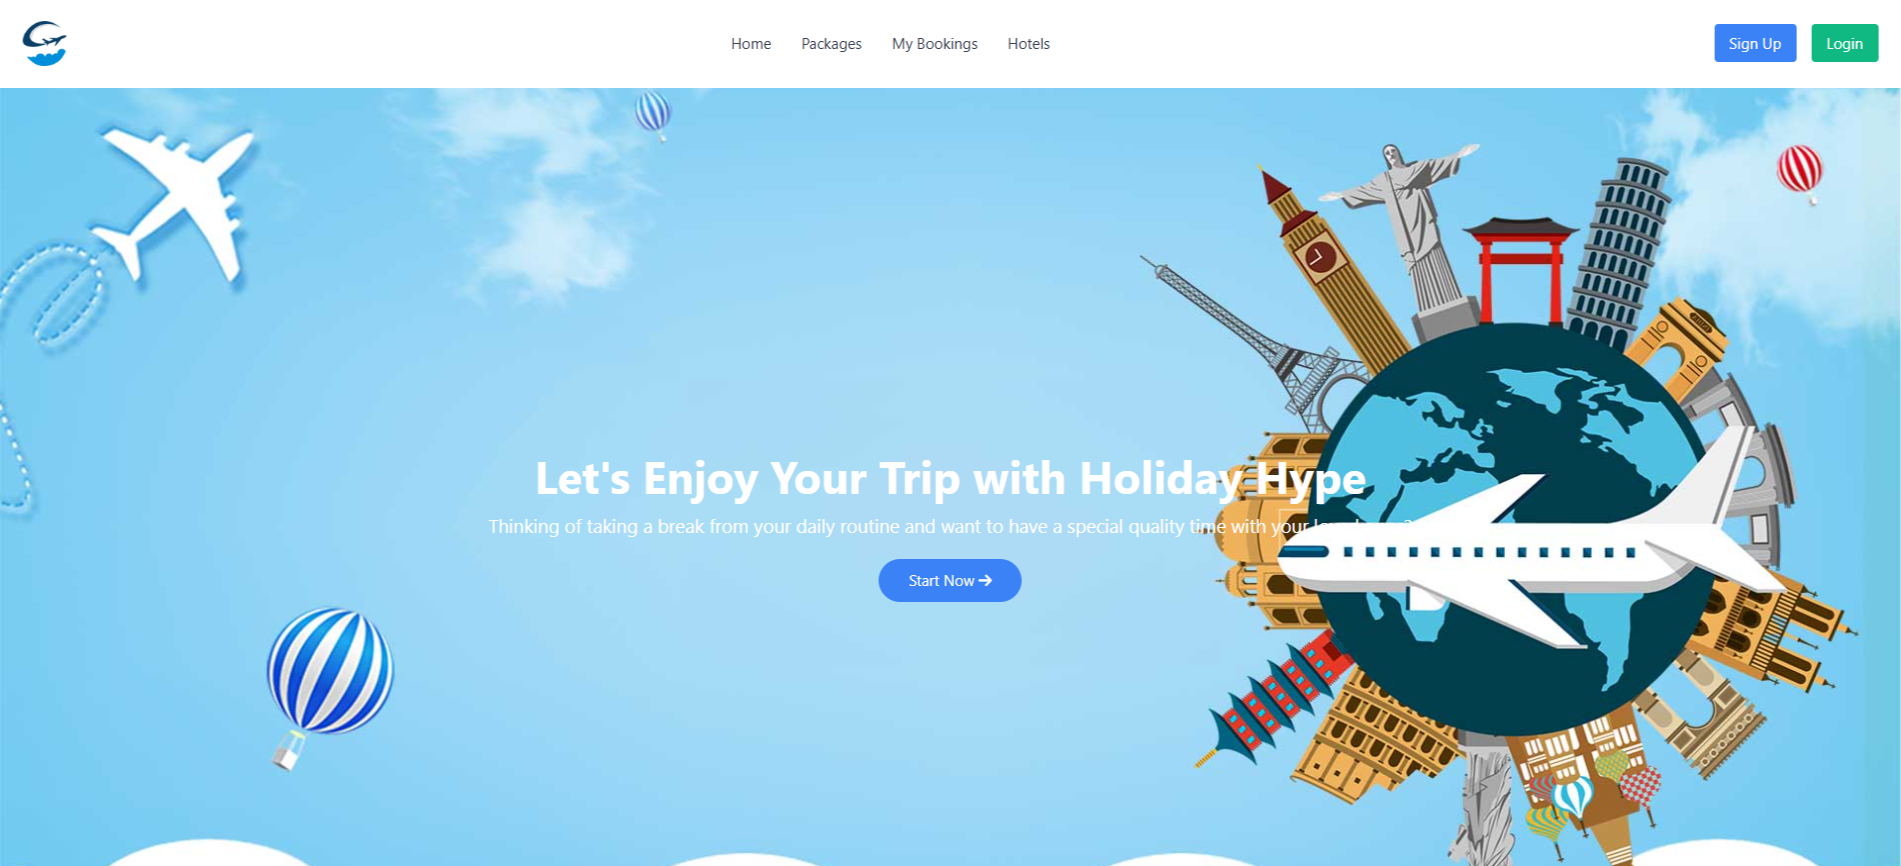 Home Packages My Bookings Hotels Sign Up Login
Let's Enjoy Your Trip with Holiday Hype
Thinking of taking a break from your daily routine and want to have a special quality time with your
Start Now